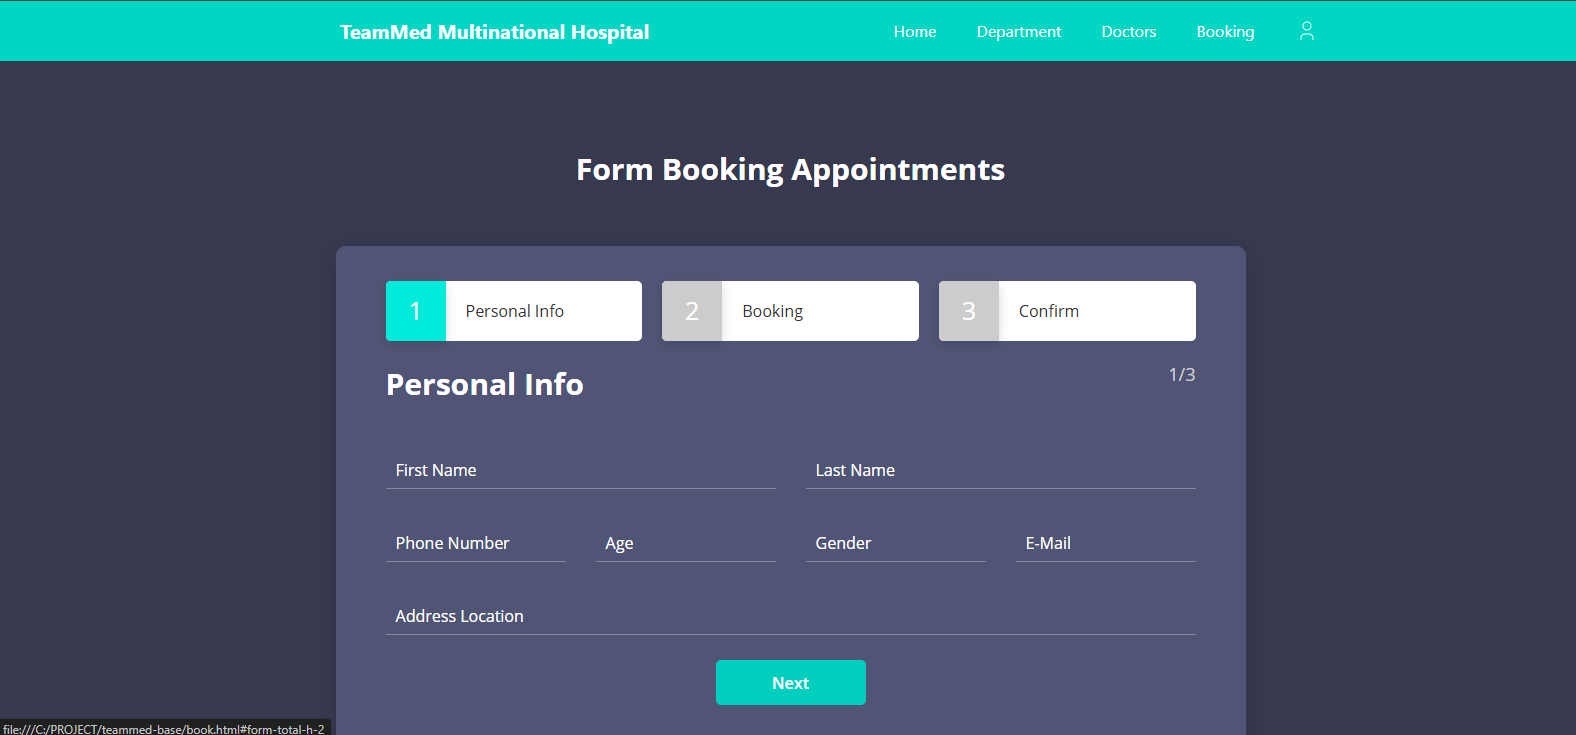 TeamMed Multinational Hospital
Home Department Doctors Booking
Form Booking Appointments
1 Personal Info 2 Booking 3 Confirm
Personal Info 1/3
First Name Last Name
Phone Number Age Gender E-Mail
Address Location
Next
file:///C:/PROJECT/teammed-base/book.html#form-total-h-2